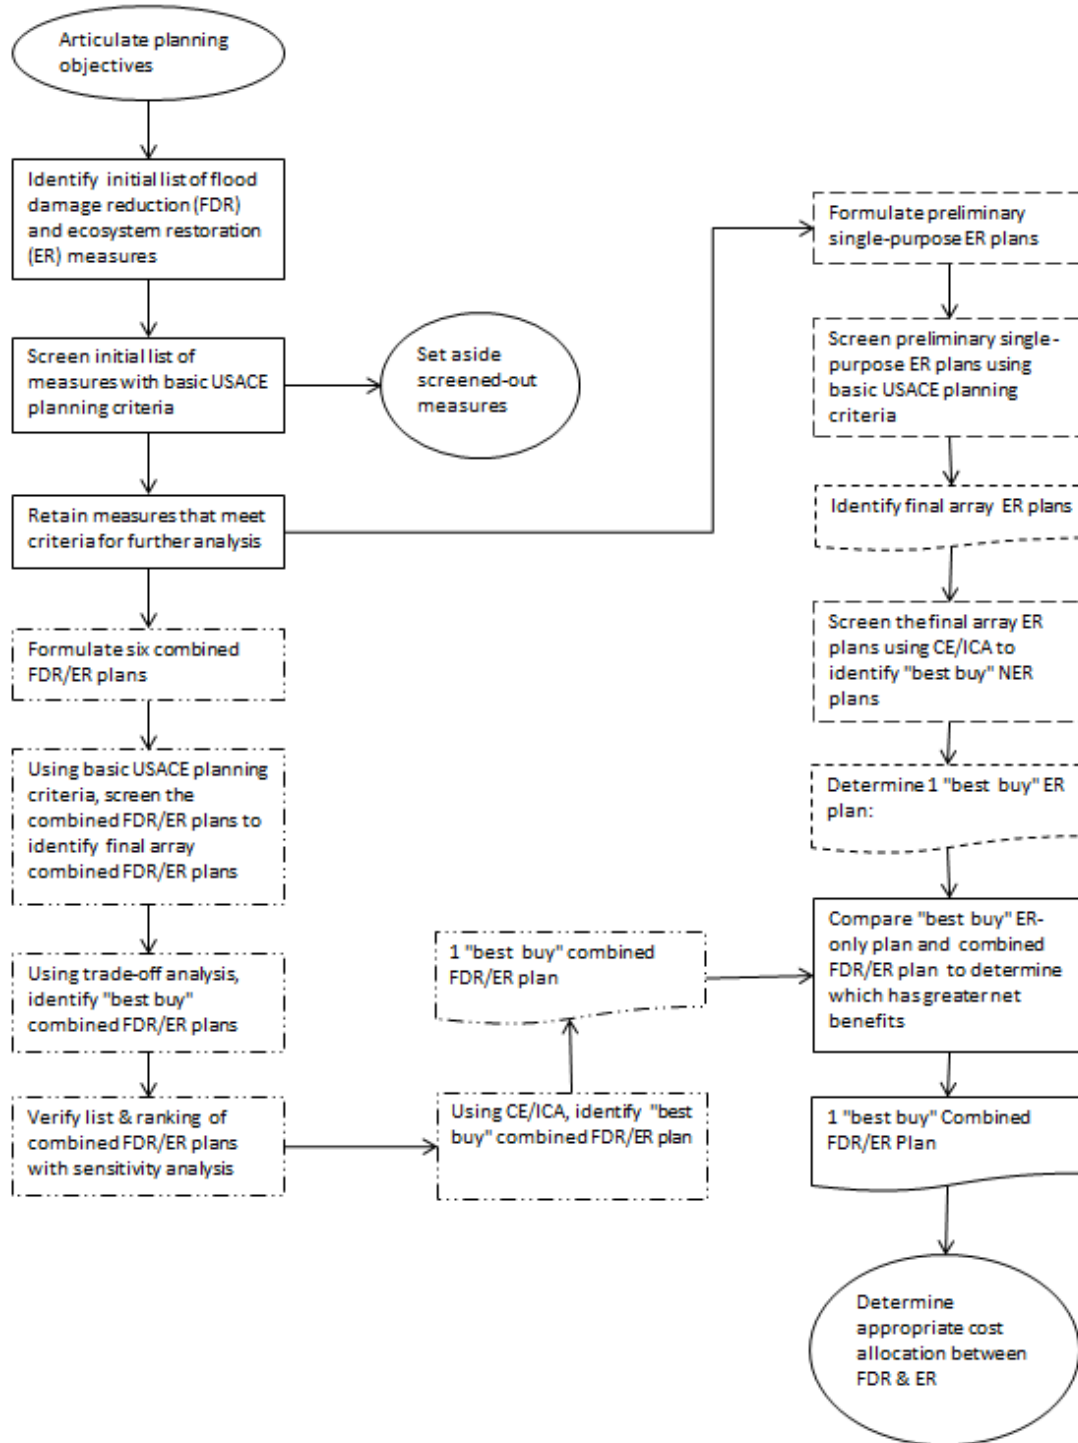 Articulate planning
objectives
Identify initial list of flood
damage reduction (FDR)
and ecosystem restoration
(ER) measures
Screen initial list of
measures with basic USACE
planning criteria
Set aside
screened-out
measures
Retain measures that meet
criteria for further analysis
Formulate six combined
FDR/ER plans
Using basic USACE planning
criteria, screen the
combined FDR/ER plans to
identify final array
combined FDR/ER plans
Using trade-off analysis,
identify "best buy"
combined FDR/ER plans
Verify list & ranking of
combined FDR/ER plans
with sensitivity analysis
Using CE/ICA, identify "best
buy" combined FDR/ER plan
1 "best buy" combined
FDR/ER plan
Formulate preliminary
single-purpose ER plans
Screen preliminary single-
purpose ER plans using
basic USACE planning
criteria
Identify final array ER plans
Screen the final array ER
plans using CE/ICA to
identify "best buy" NER
plans
Determine 1 "best buy" ER
plan:
Compare "best buy" ER-
only plan and combined
FDR/ER plan to determine
which has greater net
benefits
1 "best buy" Combined
FDR/ER Plan
Determine
appropriate cost
allocation between
FDR & ER